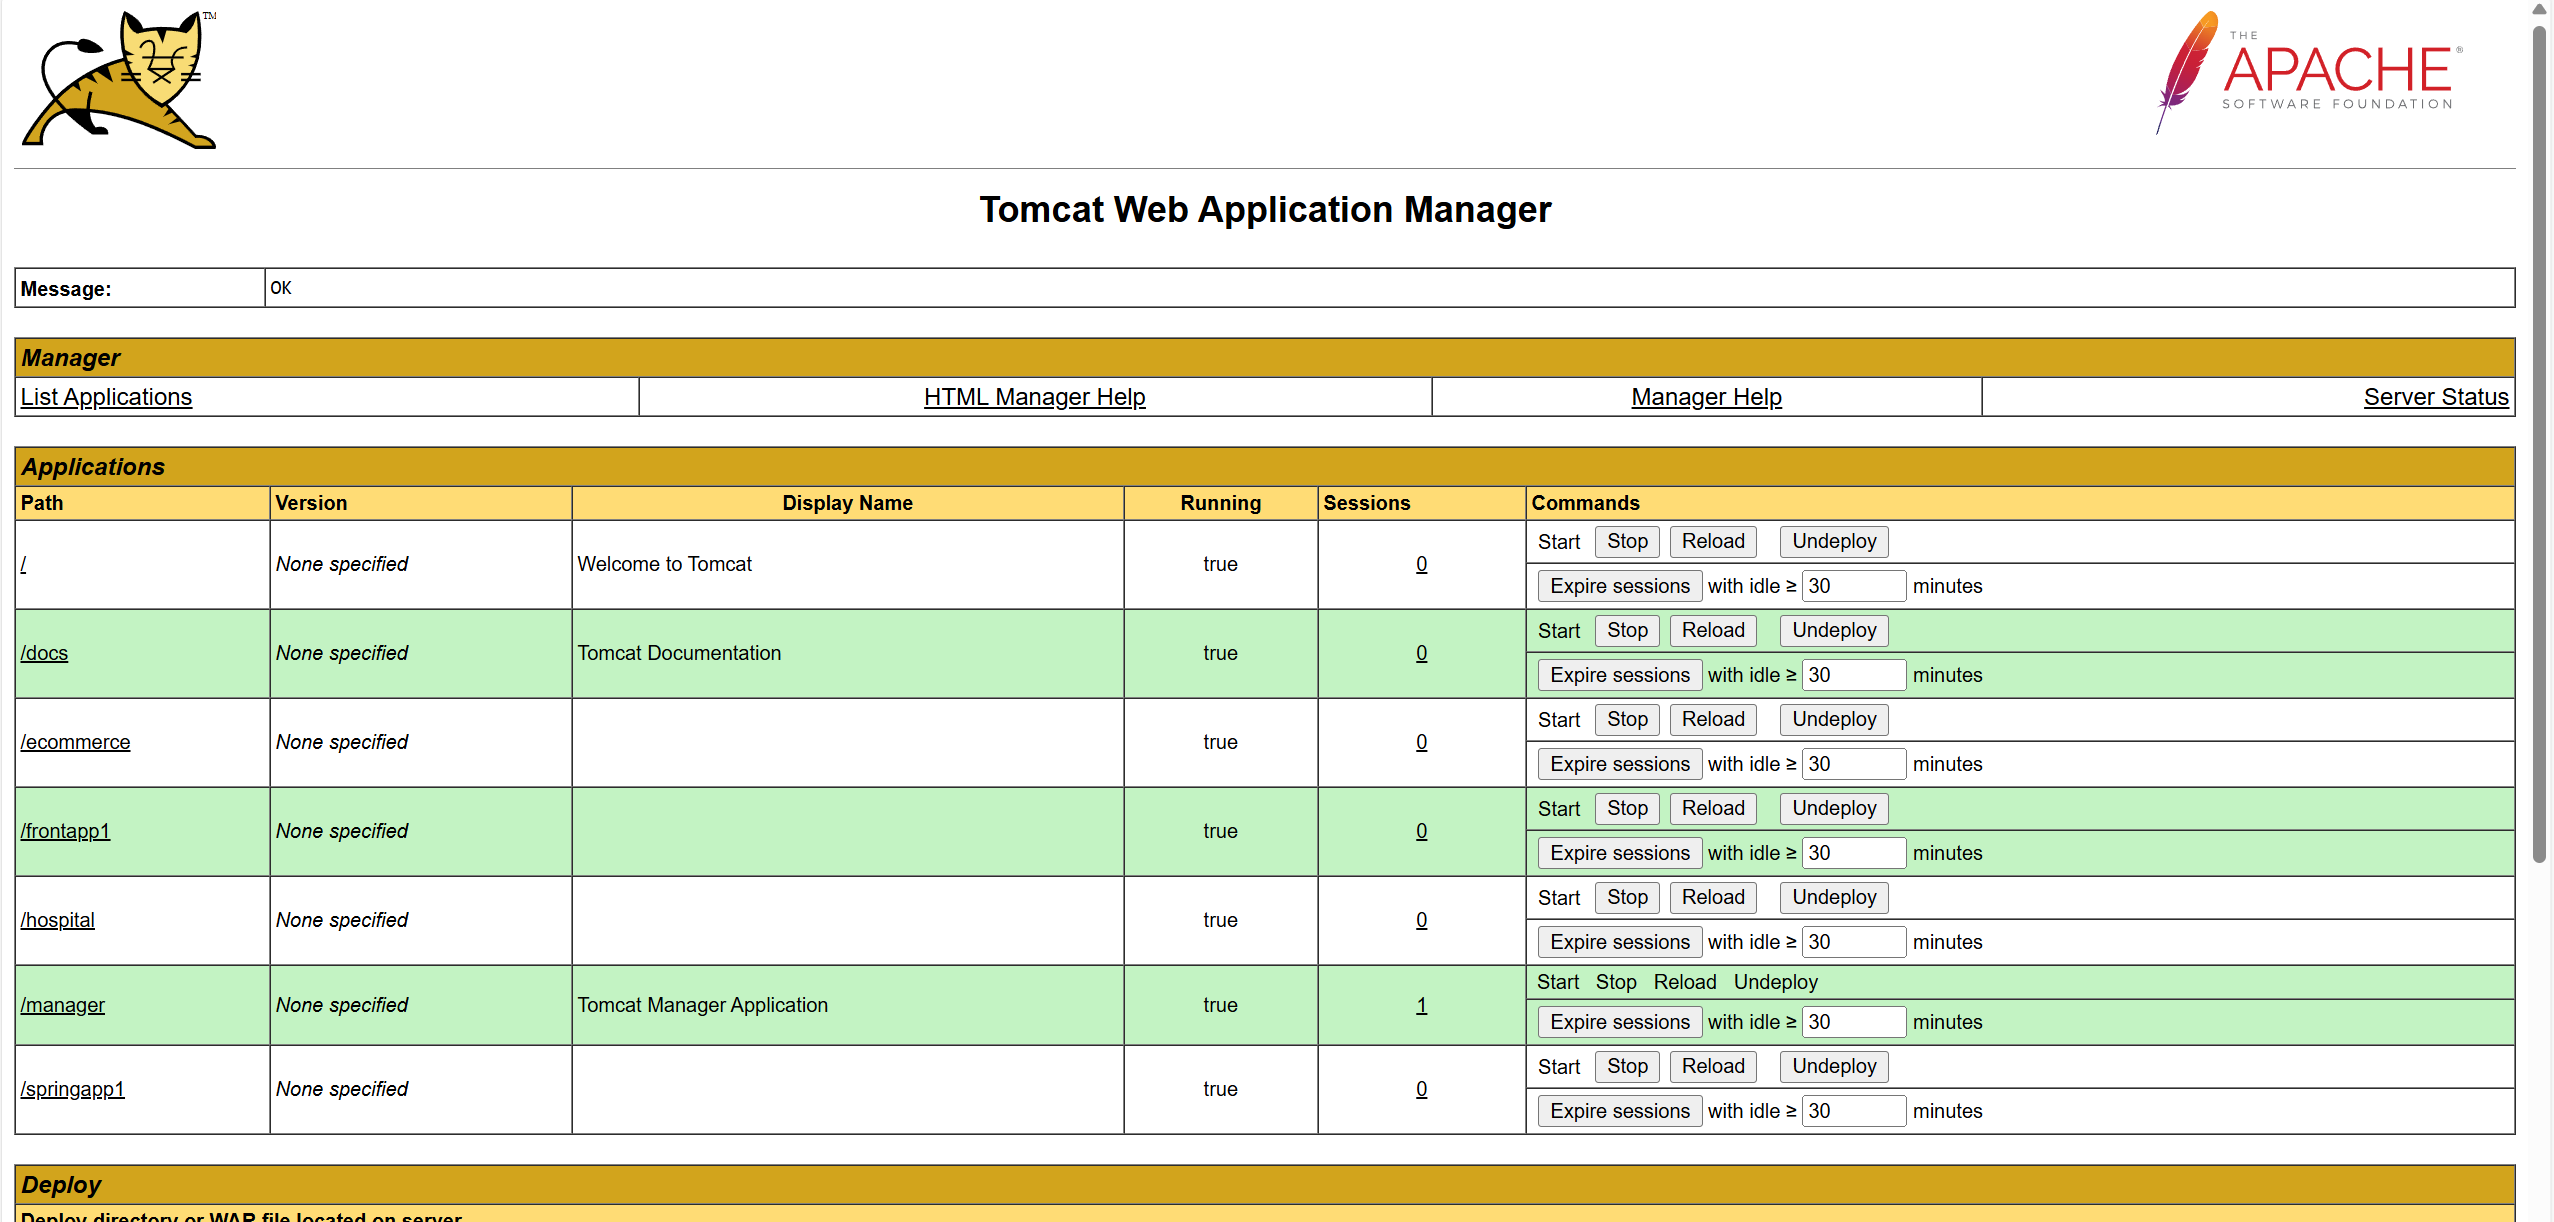 TM
THE
APACHE®
SOFTWARE FOUNDATION
Tomcat Web Application Manager
Message: OK
Manager
List Applications HTML Manager Help Manager Help Server Status
Applications
Path Version Display Name Running Sessions Commands
/ None specified Welcome to Tomcat true 0 Start Stop Reload Undeploy
Expire sessions with idle ≥ 30 minutes
/docs None specified Tomcat Documentation true 0 Start Stop Reload Undeploy
Expire sessions with idle ≥ 30 minutes
/ecommerce None specified true 0 Start Stop Reload Undeploy
Expire sessions with idle ≥ 30 minutes
/frontapp1 None specified true 0 Start Stop Reload Undeploy
Expire sessions with idle ≥ 30 minutes
/hospital None specified true 0 Start Stop Reload Undeploy
Expire sessions with idle ≥ 30 minutes
/manager None specified Tomcat Manager Application true 1 Start Stop Reload Undeploy
Expire sessions with idle ≥ 30 minutes
/springapp1 None specified true 0 Start Stop Reload Undeploy
Expire sessions with idle ≥ 30 minutes
Deploy
Deploy directory or WAR file located on server